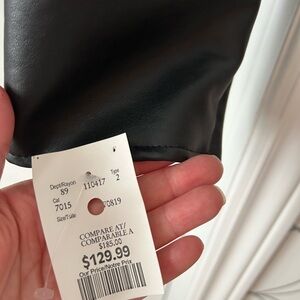 Dept/Rayon 110417 Type
89 2
Cat
7015 70819
Size/Taille
COMPARE AT/
COMPARABLE A
$185.00
$129.99
Our Price/Notre Prix